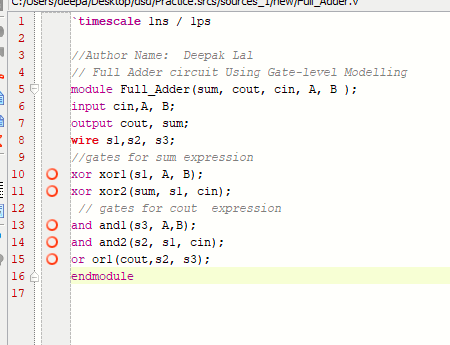 C:/Users/deepa/Desktop/dsd/Practice.srcs/sources_1/new/Full_Adder.v
1 `timescale 1ns / 1ps
2
3 //Author Name: Deepak Lal
4 // Full Adder circuit Using Gate-level Modelling
5 module Full_Adder(sum, cout, cin, A, B );
6 input cin,A, B;
7 output cout, sum;
8 wire s1,s2, s3;
9 //gates for sum expression
10 xor xor1(s1, A, B);
11 xor xor2(sum, s1, cin);
12 // gates for cout expression
13 and and1(s3, A,B);
14 and and2(s2, s1, cin);
15 or or1(cout,s2, s3);
16 endmodule
17